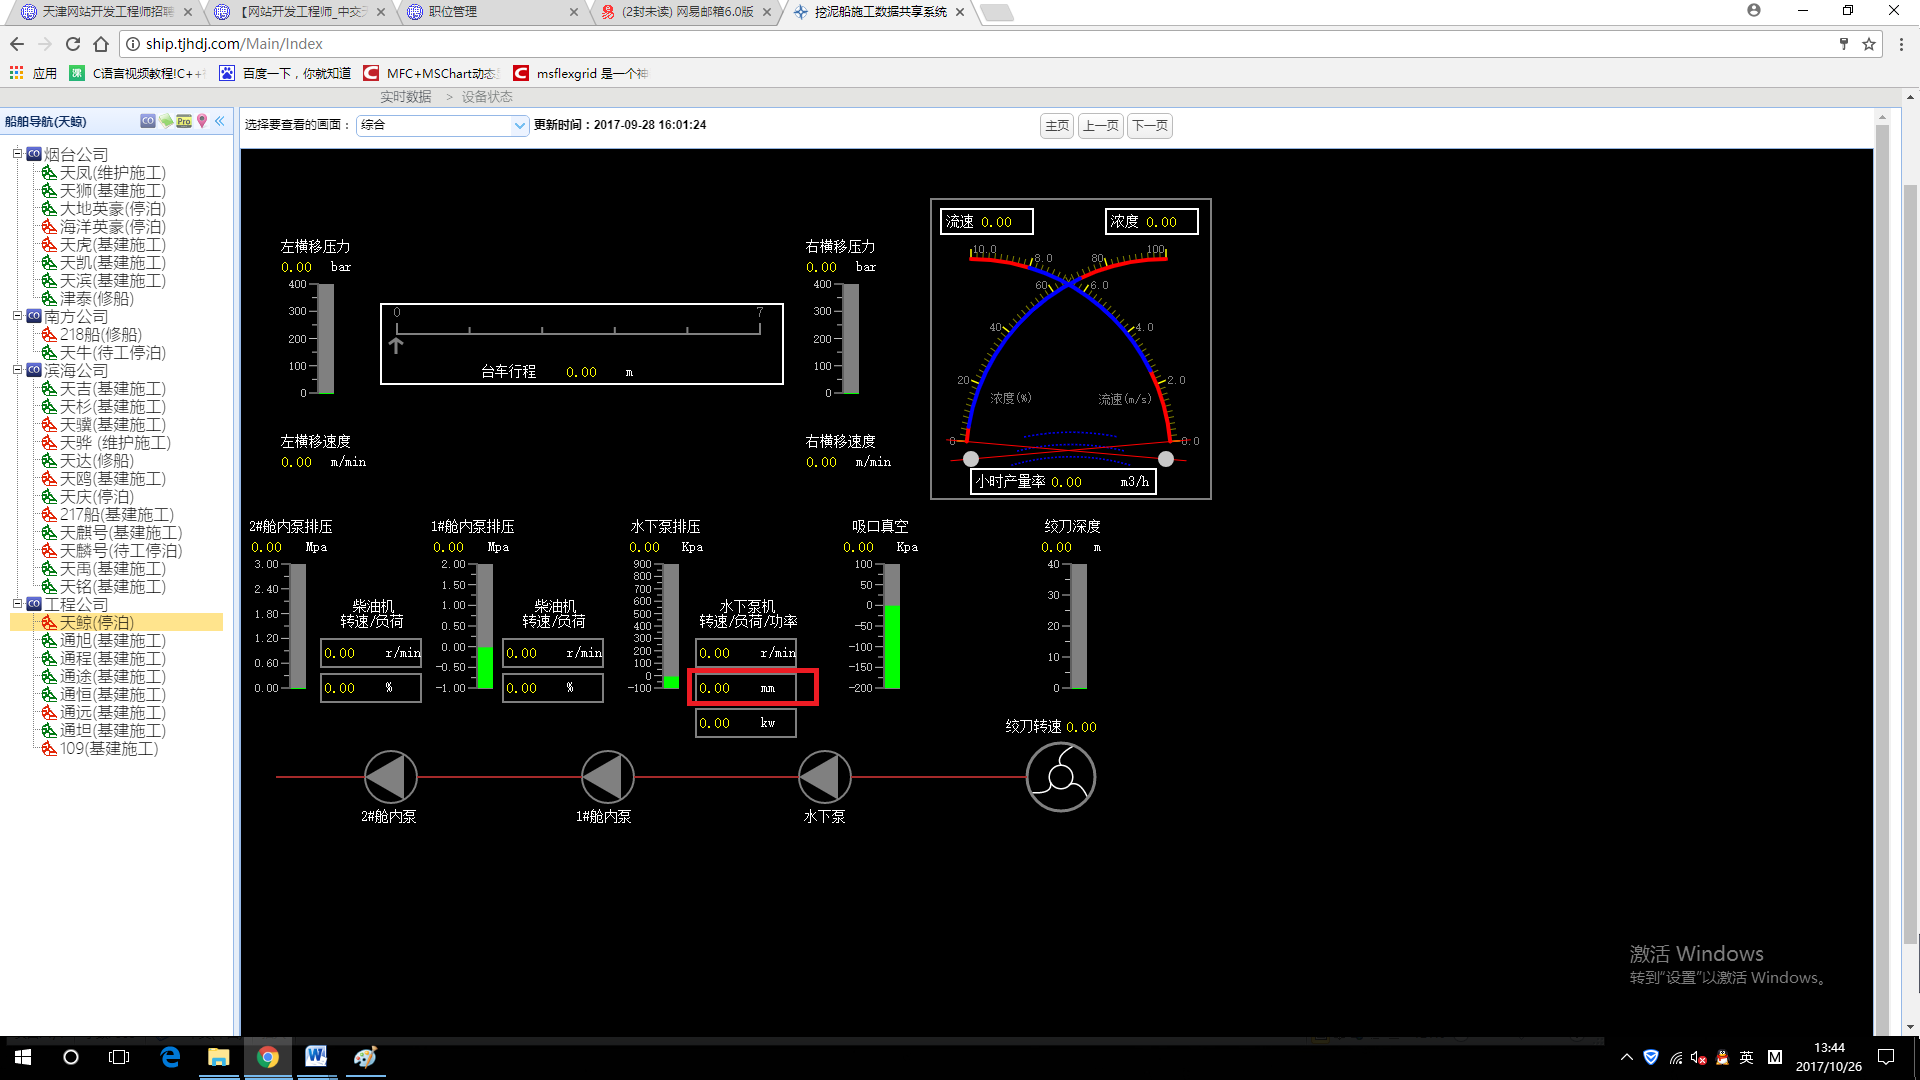 天津网站开发工程师招聘
【网站开发工程师_中交天
职位管理
(2封未读) 网易邮箱6.0版
挖泥船施工数据共享系统
ship.tjhdj.com/Main/Index
应用
C语言视频教程!C++
百度一下，你就知道
MFC+MSChart动态
msflexgrid 是一个神
实时数据 > 设备状态
船舶导航(天鲸)
Pro
选择要查看的画面：
综合
更新时间：2017-09-28 16:01:24
主页
上一页
下一页
烟台公司
天凤(维护施工)
天狮(基建施工)
大地英豪(停泊)
海洋英豪(停泊)
天虎(基建施工)
天凯(基建施工)
天滨(基建施工)
津泰(修船)
南方公司
218船(修船)
天牛(待工停泊)
滨海公司
天吉(基建施工)
天杉(基建施工)
天骥(基建施工)
天骅 (维护施工)
天达(修船)
天鸥(基建施工)
天庆(停泊)
217船(基建施工)
天麒号(基建施工)
天麟号(待工停泊)
天禹(基建施工)
天铭(基建施工)
工程公司
天鲸(停泊)
通旭(基建施工)
通程(基建施工)
通途(基建施工)
通恒(基建施工)
通远(基建施工)
通坦(基建施工)
109(基建施工)
左横移压力
0.00 bar
400
300
200
100
0
0 7
台车行程 0.00 m
右横移压力
0.00 bar
400
300
200
100
0
左横移速度
0.00 m/min
右横移速度
0.00 m/min
流速 0.00
浓度 0.00
10.0
8.0
6.0
4.0
2.0
0.0
100
80
60
40
20
0
浓度(%)
流速(m/s)
小时产量率 0.00 m3/h
2#舱内泵排压
0.00 Mpa
3.00
2.40
1.80
1.20
0.60
0.00
柴油机
转速/负荷
0.00 r/min
0.00 %
1#舱内泵排压
0.00 Mpa
2.00
1.50
1.00
0.50
0.00
-0.50
-1.00
柴油机
转速/负荷
0.00 r/min
0.00 %
水下泵排压
0.00 Kpa
900
800
700
600
500
400
300
200
100
0
-100
水下泵机
转速/负荷/功率
0.00 r/min
0.00 mm
0.00 kw
吸口真空
0.00 Kpa
100
50
0
-50
-100
-150
-200
绞刀深度
0.00 m
40
30
20
10
0
绞刀转速 0.00
2#舱内泵
1#舱内泵
水下泵
激活 Windows
转到“设置”以激活 Windows。
英
M
13:44
2017/10/26